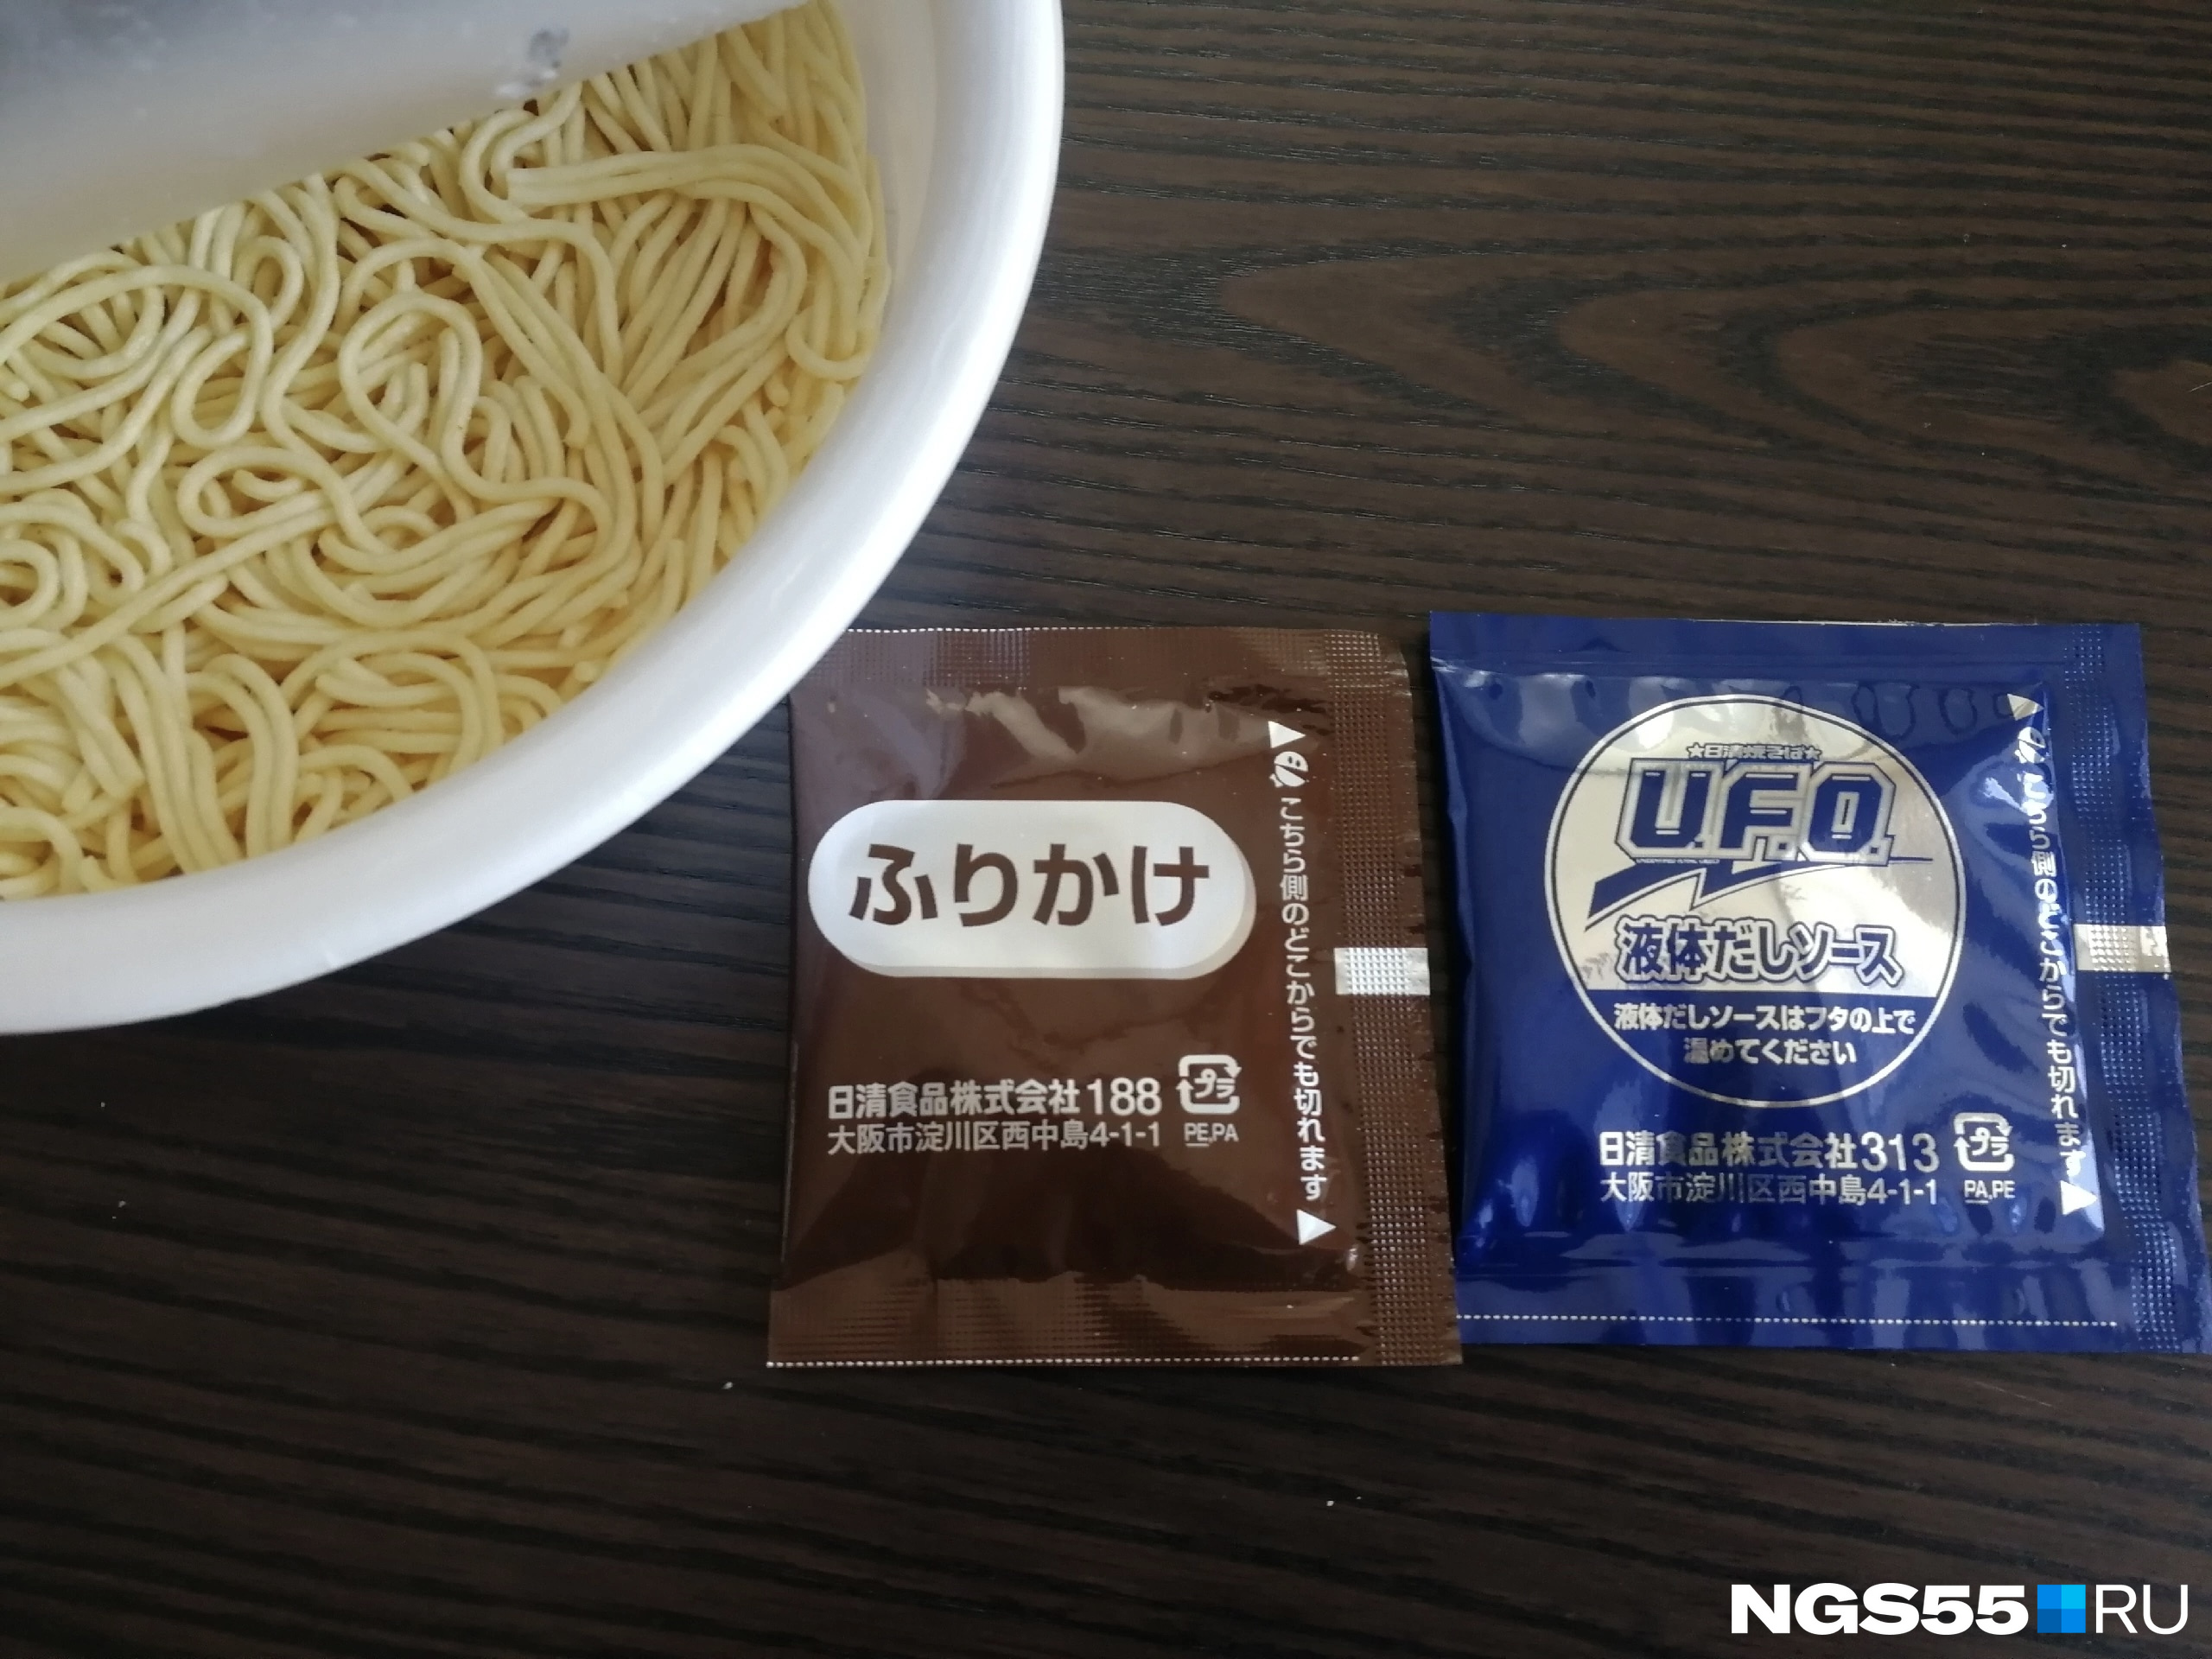 ふりかけ
こちら側のどこからでも切れます
日清食品株式会社188
大阪市淀川区西中島4-1-1
プラ
PE,PA
★日清焼そば★
U.F.O.
液体だしソース
液体だしソースはフタの上で
温めてください
こちら側のどこからでも切れます
日清食品株式会社313
大阪市淀川区西中島4-1-1
プラ
PA,PE
NGS55 RU